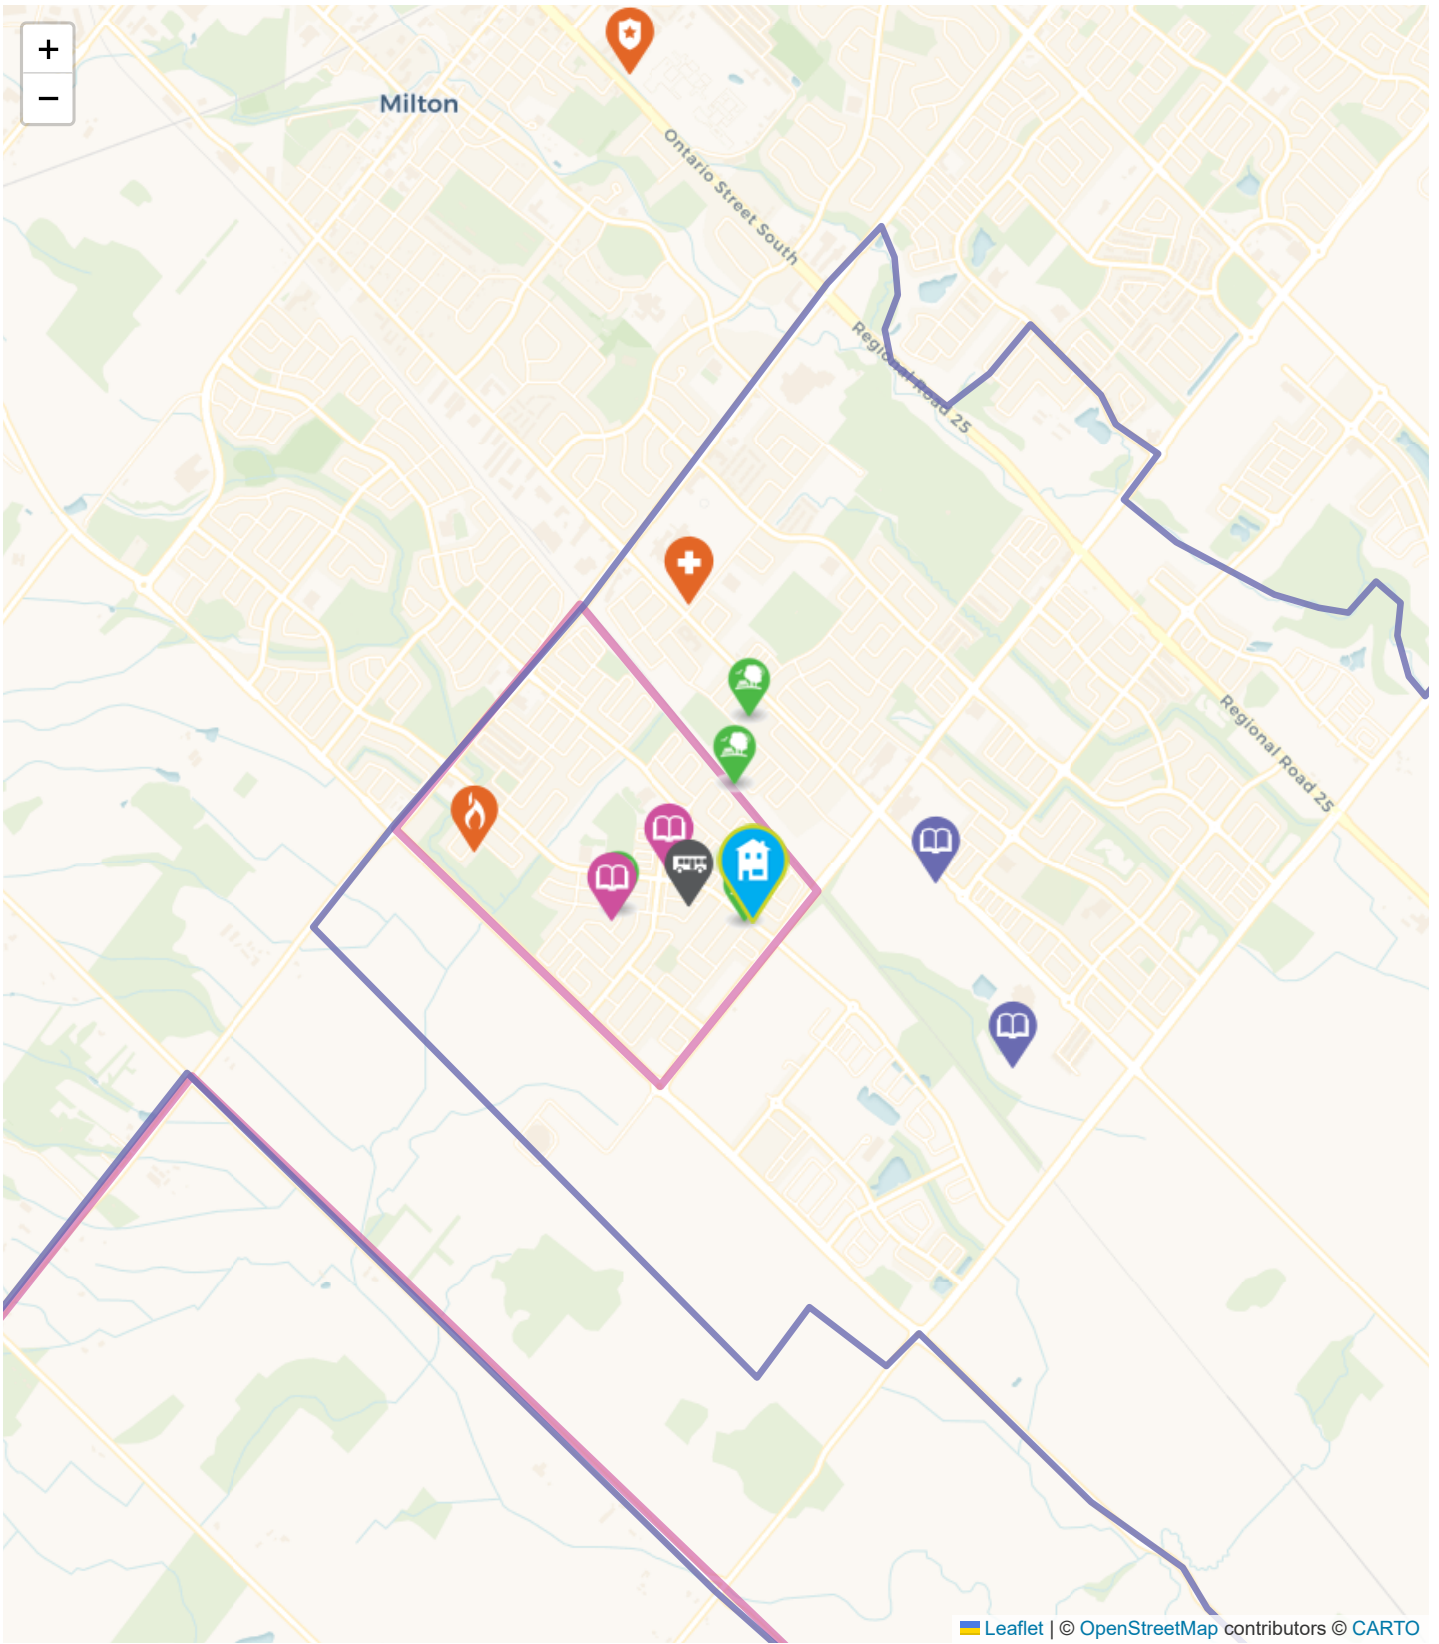 +
−
Milton
Ontario Street South
Regional Road 25
Regional Road 25
Leaflet | © OpenStreetMap contributors © CARTO